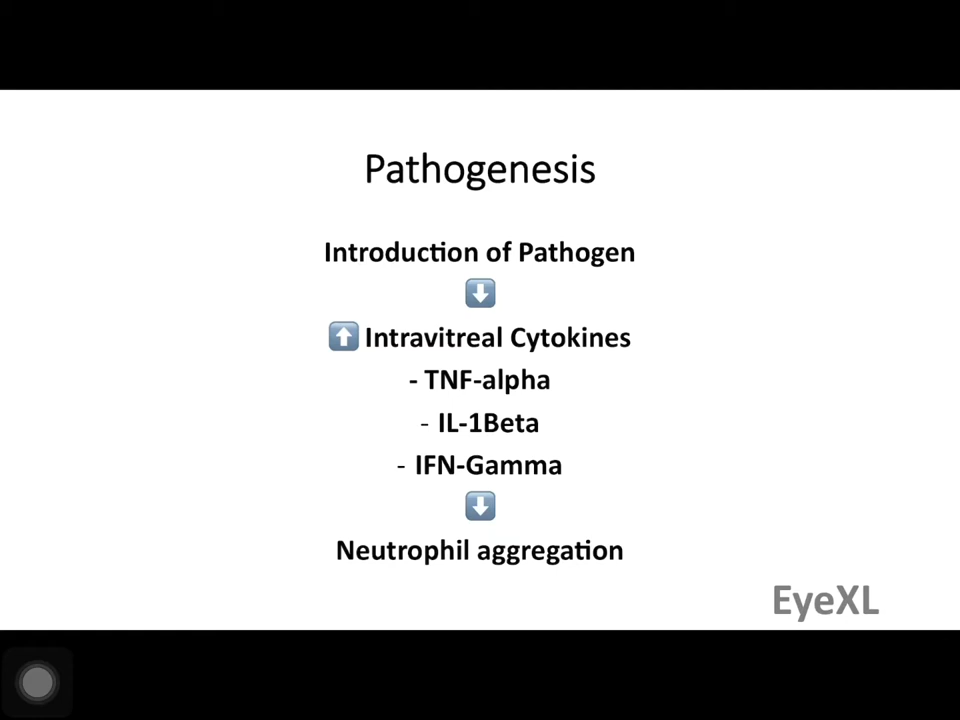 Pathogenesis
Introduction of Pathogen
⬇️
⬆️ Intravitreal Cytokines
- TNF-alpha
- IL-1Beta
- IFN-Gamma
⬇️
Neutrophil aggregation
EyeXL